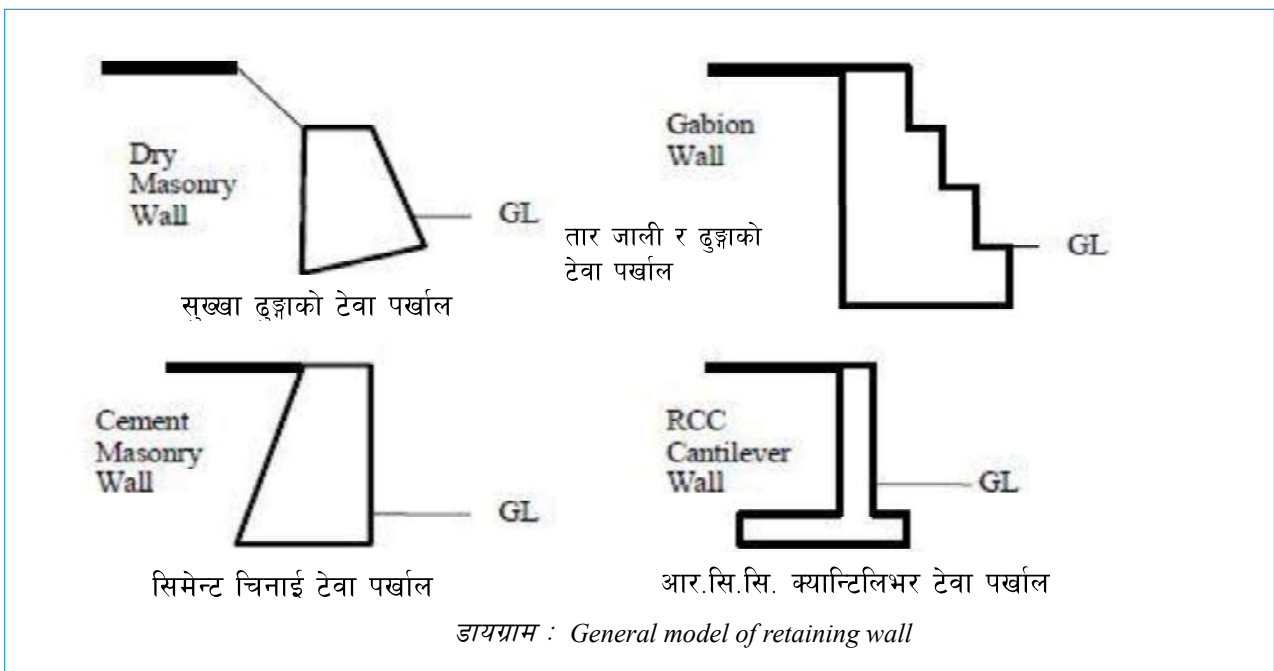 Dry
Masonry
Wall
GL
सुख्खा ढुङ्गाको टेवा पर्खाल
Gabion
Wall
GL
तार जाली र ढुङ्गाको
टेवा पर्खाल
Cement
Masonry
Wall
GL
सिमेन्ट चिनाई टेवा पर्खाल
RCC
Cantilever
Wall
GL
आर.सि.सि. क्यान्टिलिभर टेवा पर्खाल
डायग्राम : General model of retaining wall